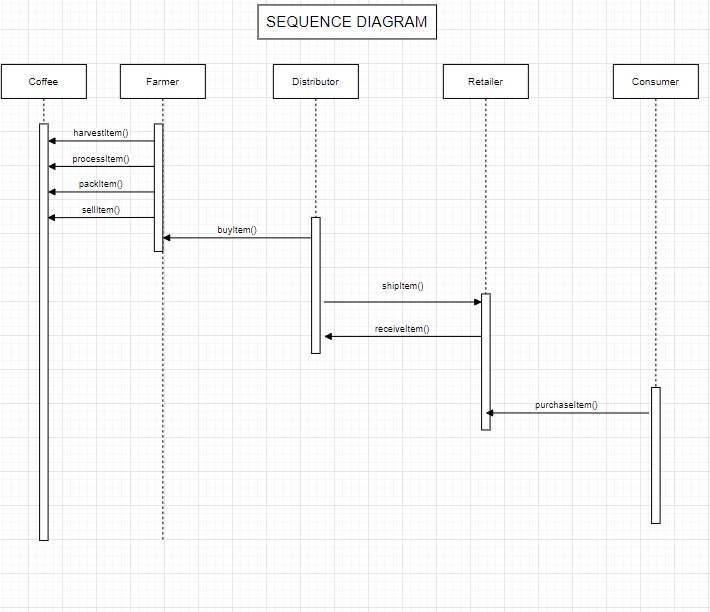 SEQUENCE DIAGRAM
Coffee
Farmer
Distributor
Retailer
Consumer
harvestItem()
processItem()
packItem()
sellItem()
buyItem()
shipItem()
receiveItem()
purchaseItem()